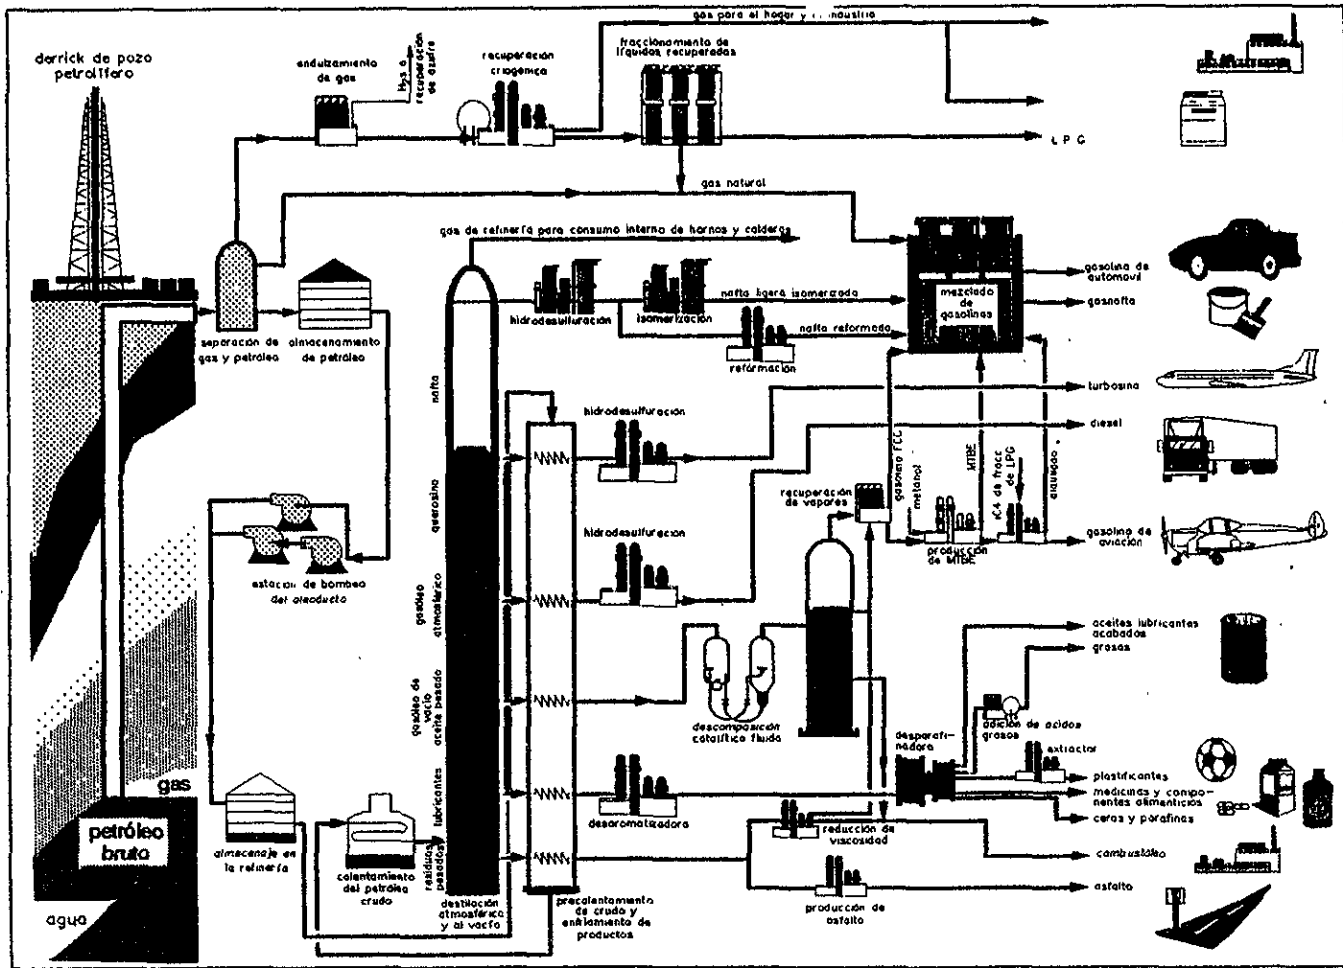 gas para el hogar y la industria
derrick de pozo
petrolífero
endulzamiento
de gas
H2S a
recuperación
de azufre
recuperación
criogénica
fraccionamiento de
líquidos recuperados
L P G
gas natural
gas de refinería para consumo interno de hornos y calderas
hidrodesulfuración
isomerización
nafta ligera isomerizada
nafta reformada
reformación
mezclado
de
gasolinas
gasolina de
automóvil
gasnafta
separación de
gas y petróleo
almacenamiento
de petróleo
nafta
hidrodesulfuración
turbosina
diesel
gasolina FCC
metanol
MTBE
iC4 de fracc
de LPG
alquilado
recuperación
de vapores
producción
de MTBE
gasolina de
aviación
querosina
hidrodesulfuración
estación de bombeo
del oleoducto
gasóleo
atmosférico
gasóleo de
vacío
aceite pesado
descomposición
catalítica fluida
aceites lubricantes
acabados
grasas
adición de ácidos
grasos
desparafi-
nadora
extractor
plastificantes
medicinas y compo-
nentes alimenticios
ceras y parafinas
gas
petróleo
bruto
agua
almacenaje en
la refinería
calentamiento
del petróleo
crudo
lubricantes
residuos
pesados
desaromatizadora
reducción de
viscosidad
combustóleo
asfalto
producción de
asfalto
destilación
atmosférica
y al vacío
precalentamiento
de crudo y
enfriamiento de
productos